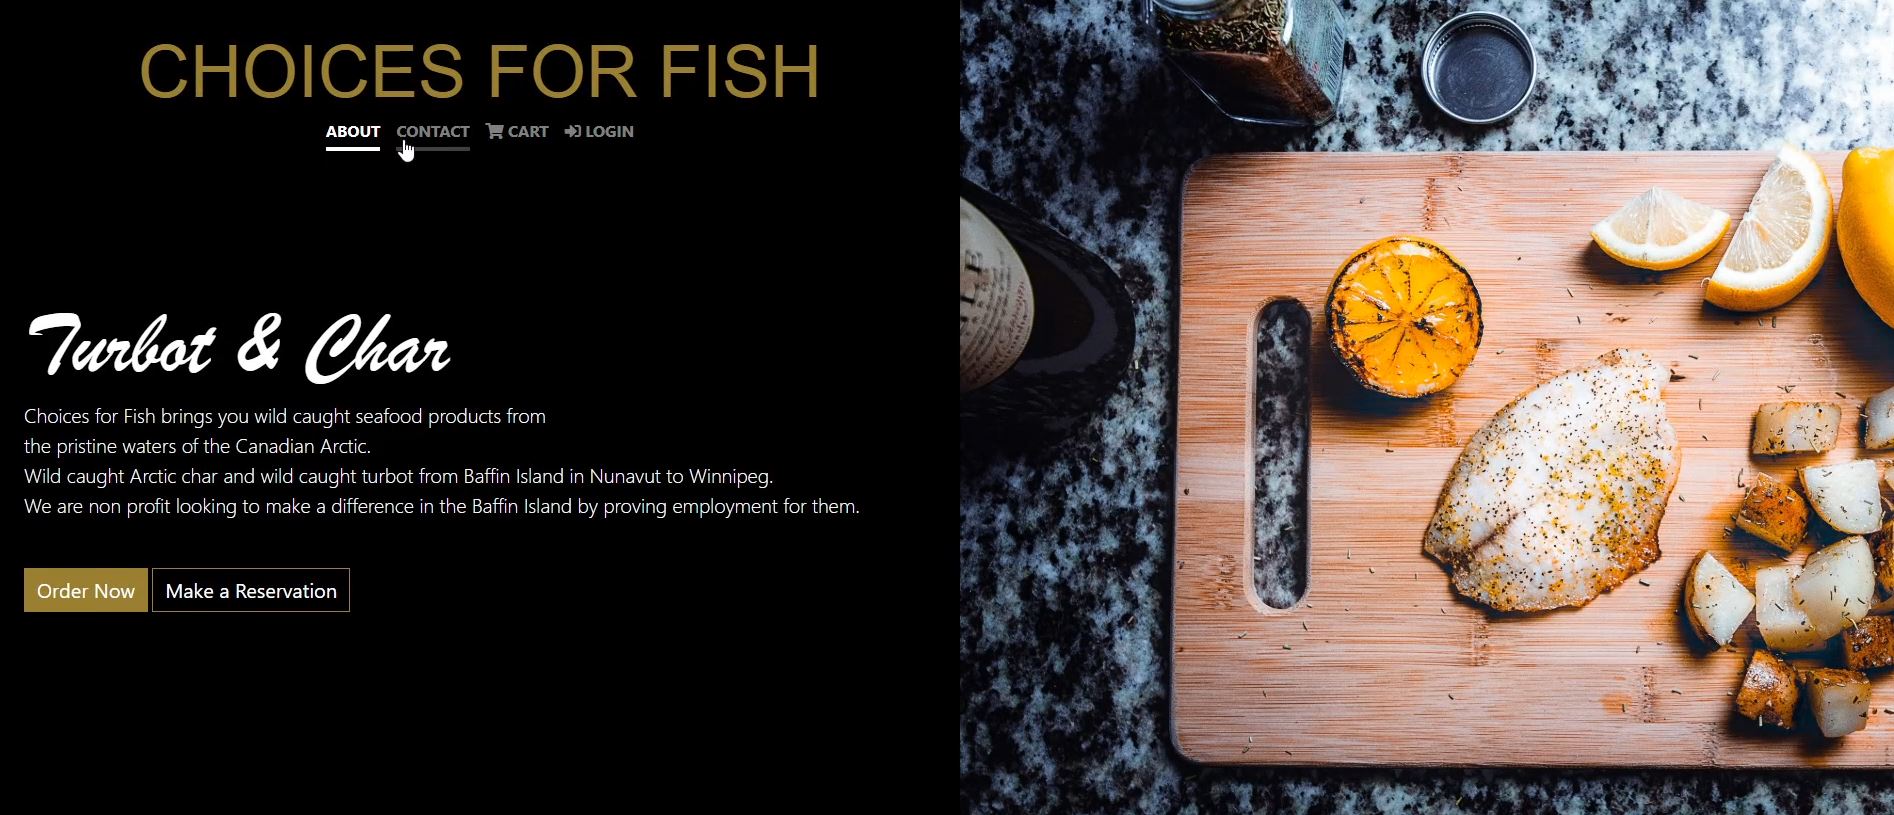 CHOICES FOR FISH
ABOUT CONTACT CART LOGIN
Turbot & Char
Choices for Fish brings you wild caught seafood products from
the pristine waters of the Canadian Arctic.
Wild caught Arctic char and wild caught turbot from Baffin Island in Nunavut to Winnipeg.
We are non profit looking to make a difference in the Baffin Island by proving employment for them.
Order Now Make a Reservation